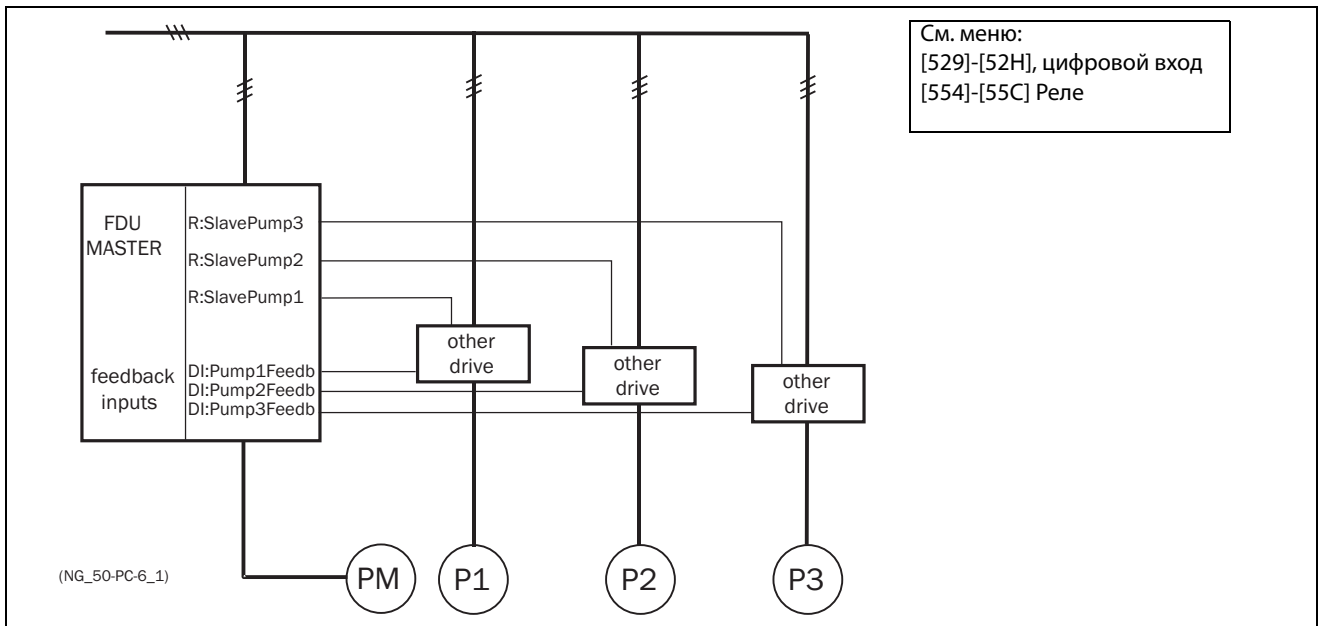 См. меню:
[529]-[52H], цифровой вход
[554]-[55C] Реле
FDU
MASTER
R:SlavePump3
R:SlavePump2
R:SlavePump1
feedback
inputs
DI:Pump1Feedb
DI:Pump2Feedb
DI:Pump3Feedb
other
drive
other
drive
other
drive
(NG_50-PC-6_1)
PM
P1
P2
P3